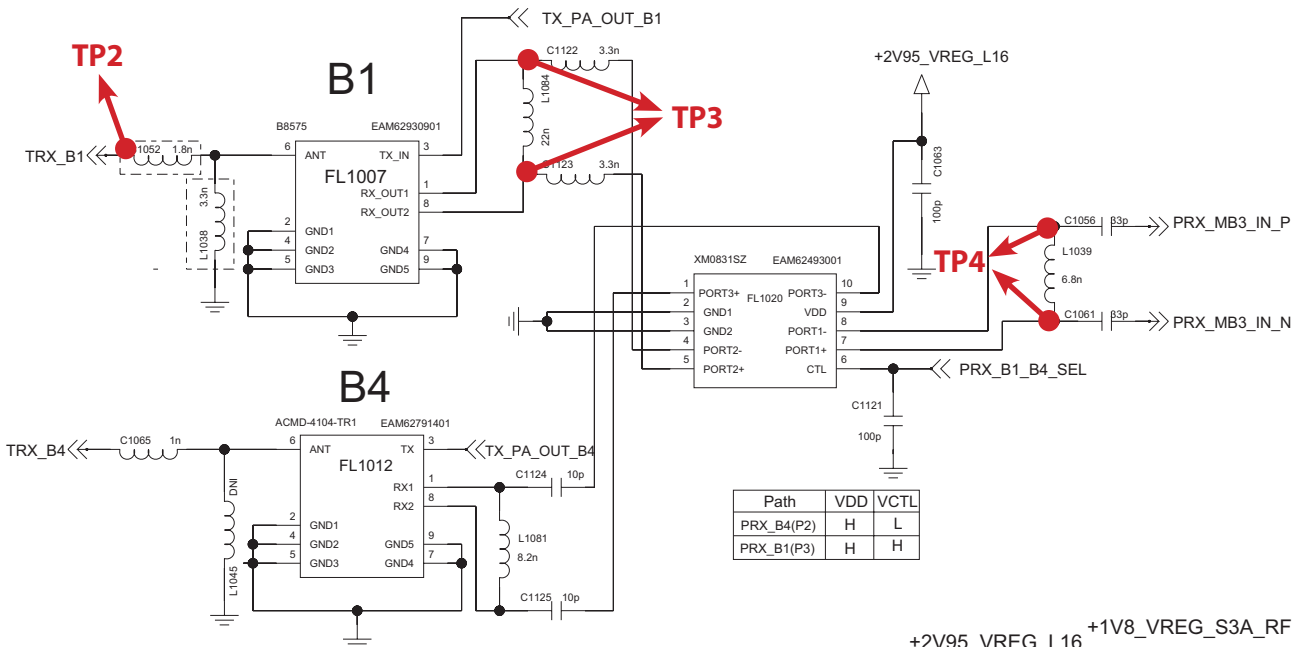 TX_PA_OUT_B1
TP2
B1
C1122 3.3n
+2V95_VREG_L16
L1084
22n
TP3
B8575 EAM62930901
TRX_B1
1052 1.8n
6 ANT TX_IN 3
FL1007
RX_OUT1 1
RX_OUT2 8
C1123 3.3n
C1063
100p
3.3n
L1038
2 GND1
4 GND2 GND4 7
5 GND3 GND5 9
C1056 33p PRX_MB3_IN_P
TP4
L1039
6.8n
C1061 33p PRX_MB3_IN_N
XM0831SZ EAM62493001
FL1020
1 PORT3+ PORT3- 10
2 GND1 VDD 9
3 GND2 PORT1- 8
4 PORT2- PORT1+ 7
5 PORT2+ CTL 6
PRX_B1_B4_SEL
C1121
100p
B4
ACMD-4104-TR1 EAM62791401
TRX_B4
C1065 1n
6 ANT TX 3
TX_PA_OUT_B4
FL1012
RX1 1
RX2 8
C1124 10p
DNI
L1045
2 GND1
4 GND2 GND5 9
5 GND3 GND4 7
L1081
8.2n
C1125 10p
Path VDD VCTL
PRX_B4(P2) H L
PRX_B1(P3) H H
+2V95_VREG_L16 +1V8_VREG_S3A_RF